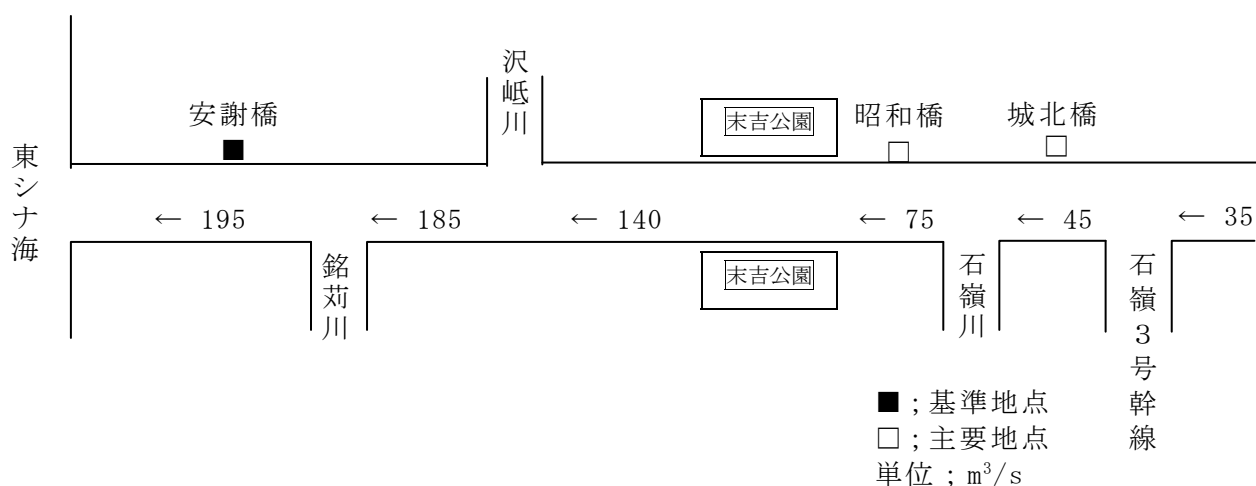 沢岻川
安謝橋
末吉公園
昭和橋
城北橋
東シナ海
← 195
← 185
← 140
← 75
← 45
← 35
銘苅川
末吉公園
石嶺川
石嶺3号幹線
■;基準地点
□;主要地点
単位;m³/s